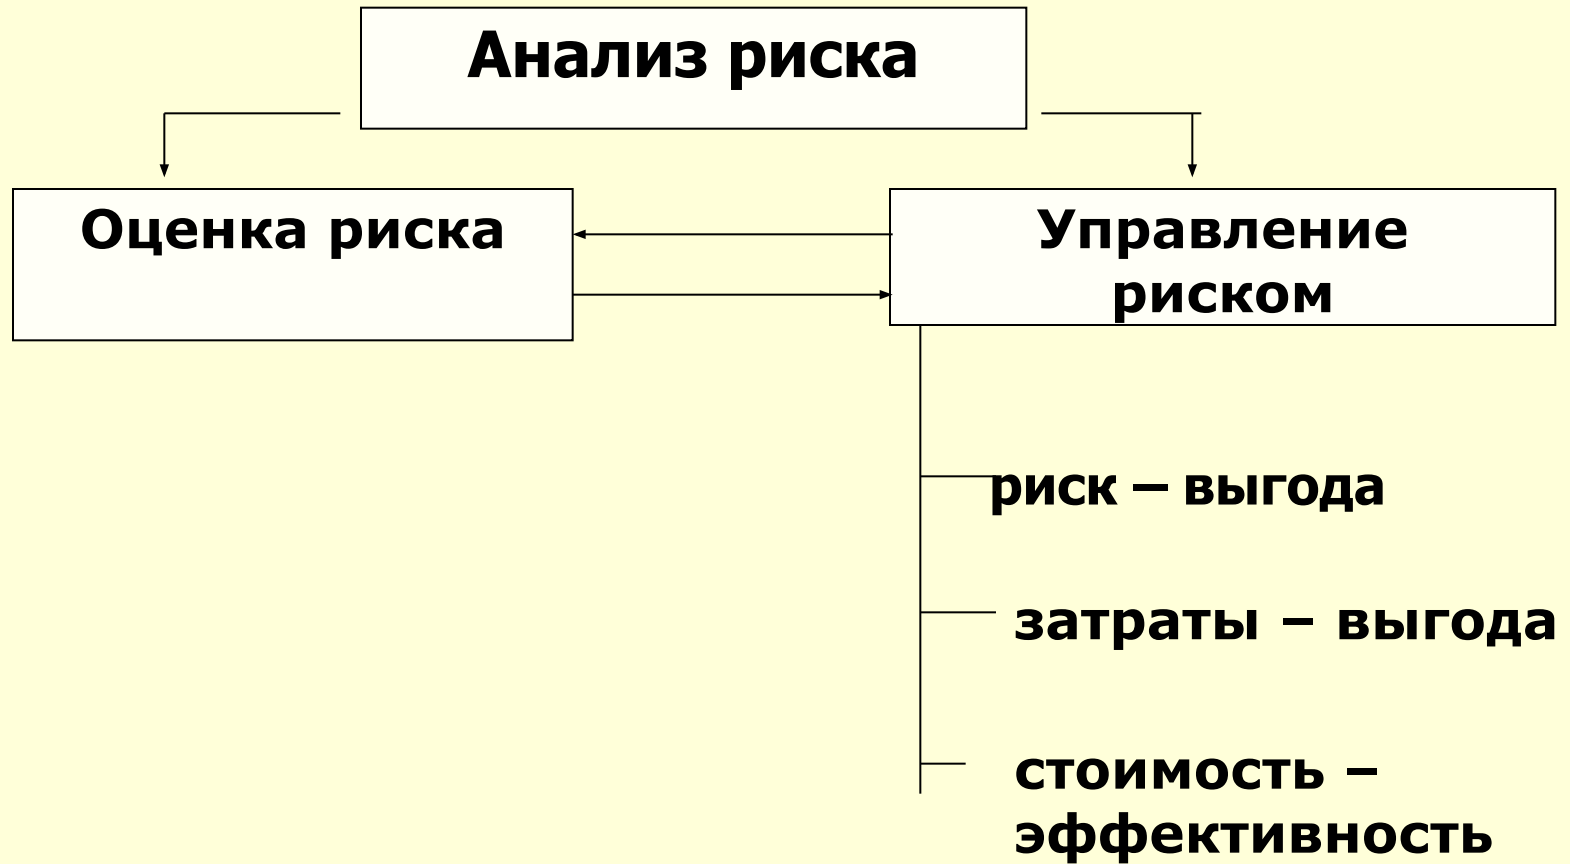 Анализ риска
Оценка риска
Управление
риском
риск – выгода
затраты – выгода
стоимость –
эффективность